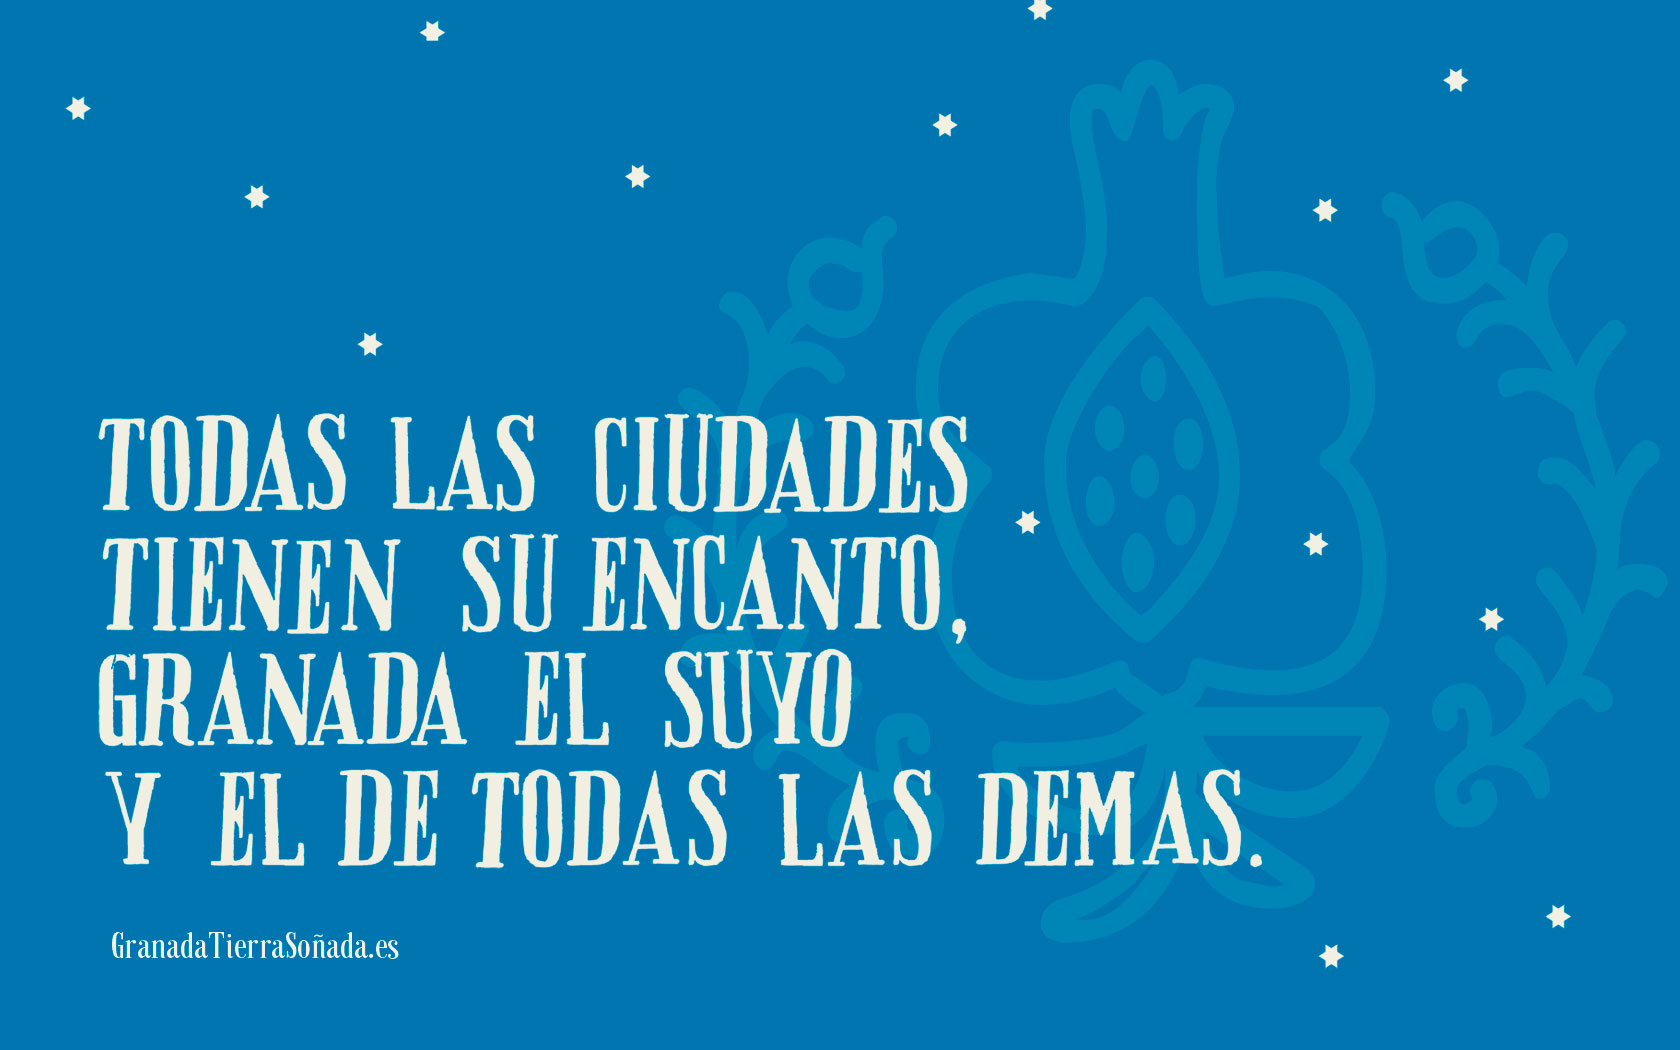 TODAS LAS CIUDADES
TIENEN SU ENCANTO,
GRANADA EL SUYO
Y EL DE TODAS LAS DEMAS.
GranadaTierraSoñada.es